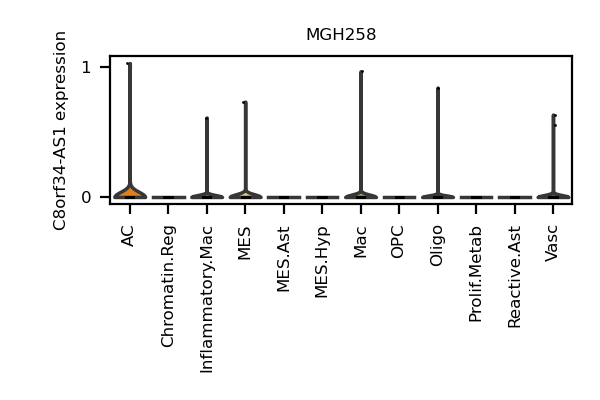 MGH258
C8orf34-AS1 expression
1
0
AC
Chromatin.Reg
Inflammatory.Mac
MES
MES.Ast
MES.Hyp
Mac
OPC
Oligo
Prolif.Metab
Reactive.Ast
Vasc